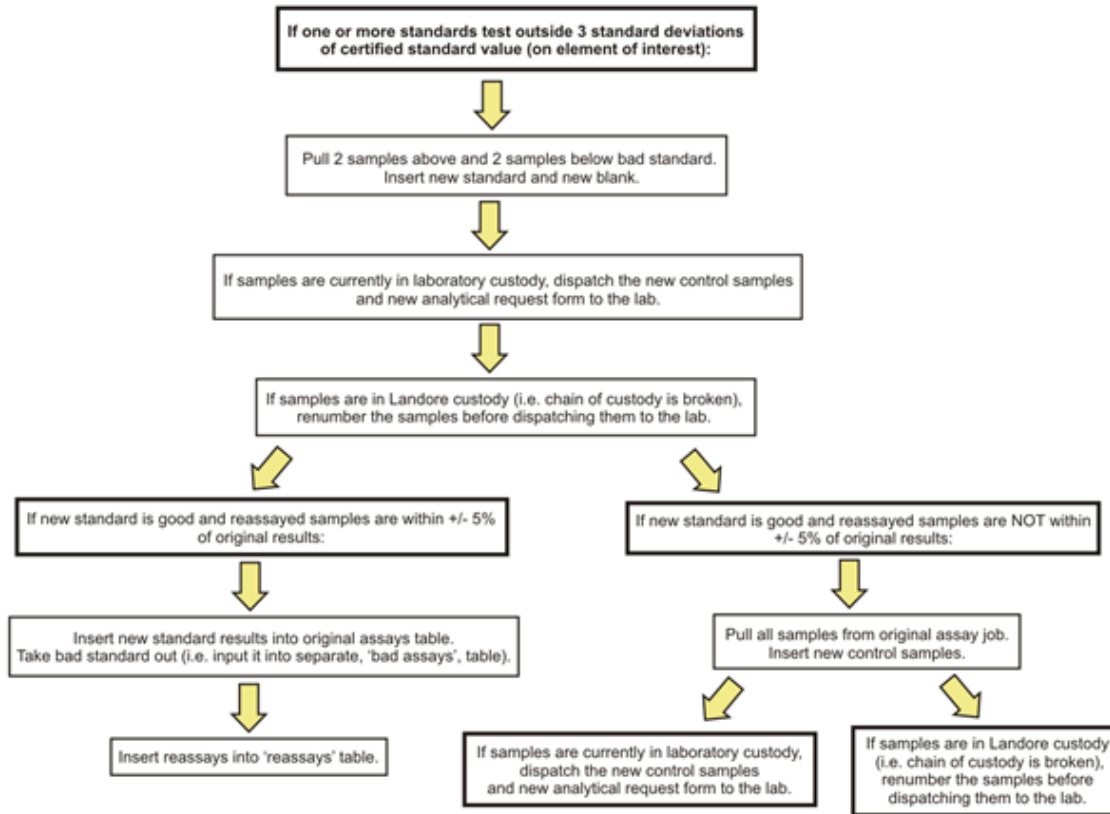 If one or more standards test outside 3 standard deviations
of certified standard value (on element of interest):
Pull 2 samples above and 2 samples below bad standard.
Insert new standard and new blank.
If samples are currently in laboratory custody, dispatch the new control samples
and new analytical request form to the lab.
If samples are in Landore custody (i.e. chain of custody is broken),
renumber the samples before dispatching them to the lab.
If new standard is good and reassayed samples are within +/- 5%
of original results:
If new standard is good and reassayed samples are NOT within
+/- 5% of original results:
Insert new standard results into original assays table.
Take bad standard out (i.e. input it into separate, 'bad assays', table).
Pull all samples from original assay job.
Insert new control samples.
Insert reassays into 'reassays' table.
If samples are currently in laboratory custody,
dispatch the new control samples
and new analytical request form to the lab.
If samples are in Landore custody
(i.e. chain of custody is broken),
renumber the samples before
dispatching them to the lab.